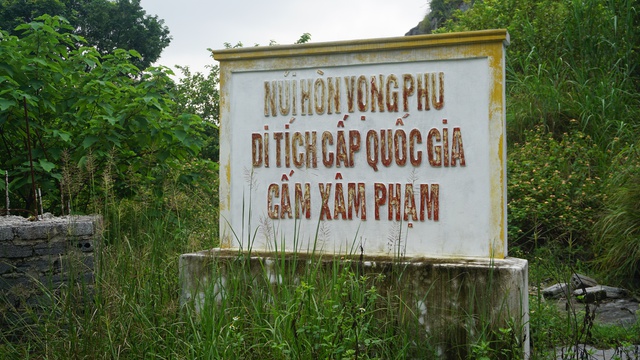 NÚI HÒN VỌNG PHU
DI TÍCH CẤP QUỐC GIA
CẤM XÂM PHẠM